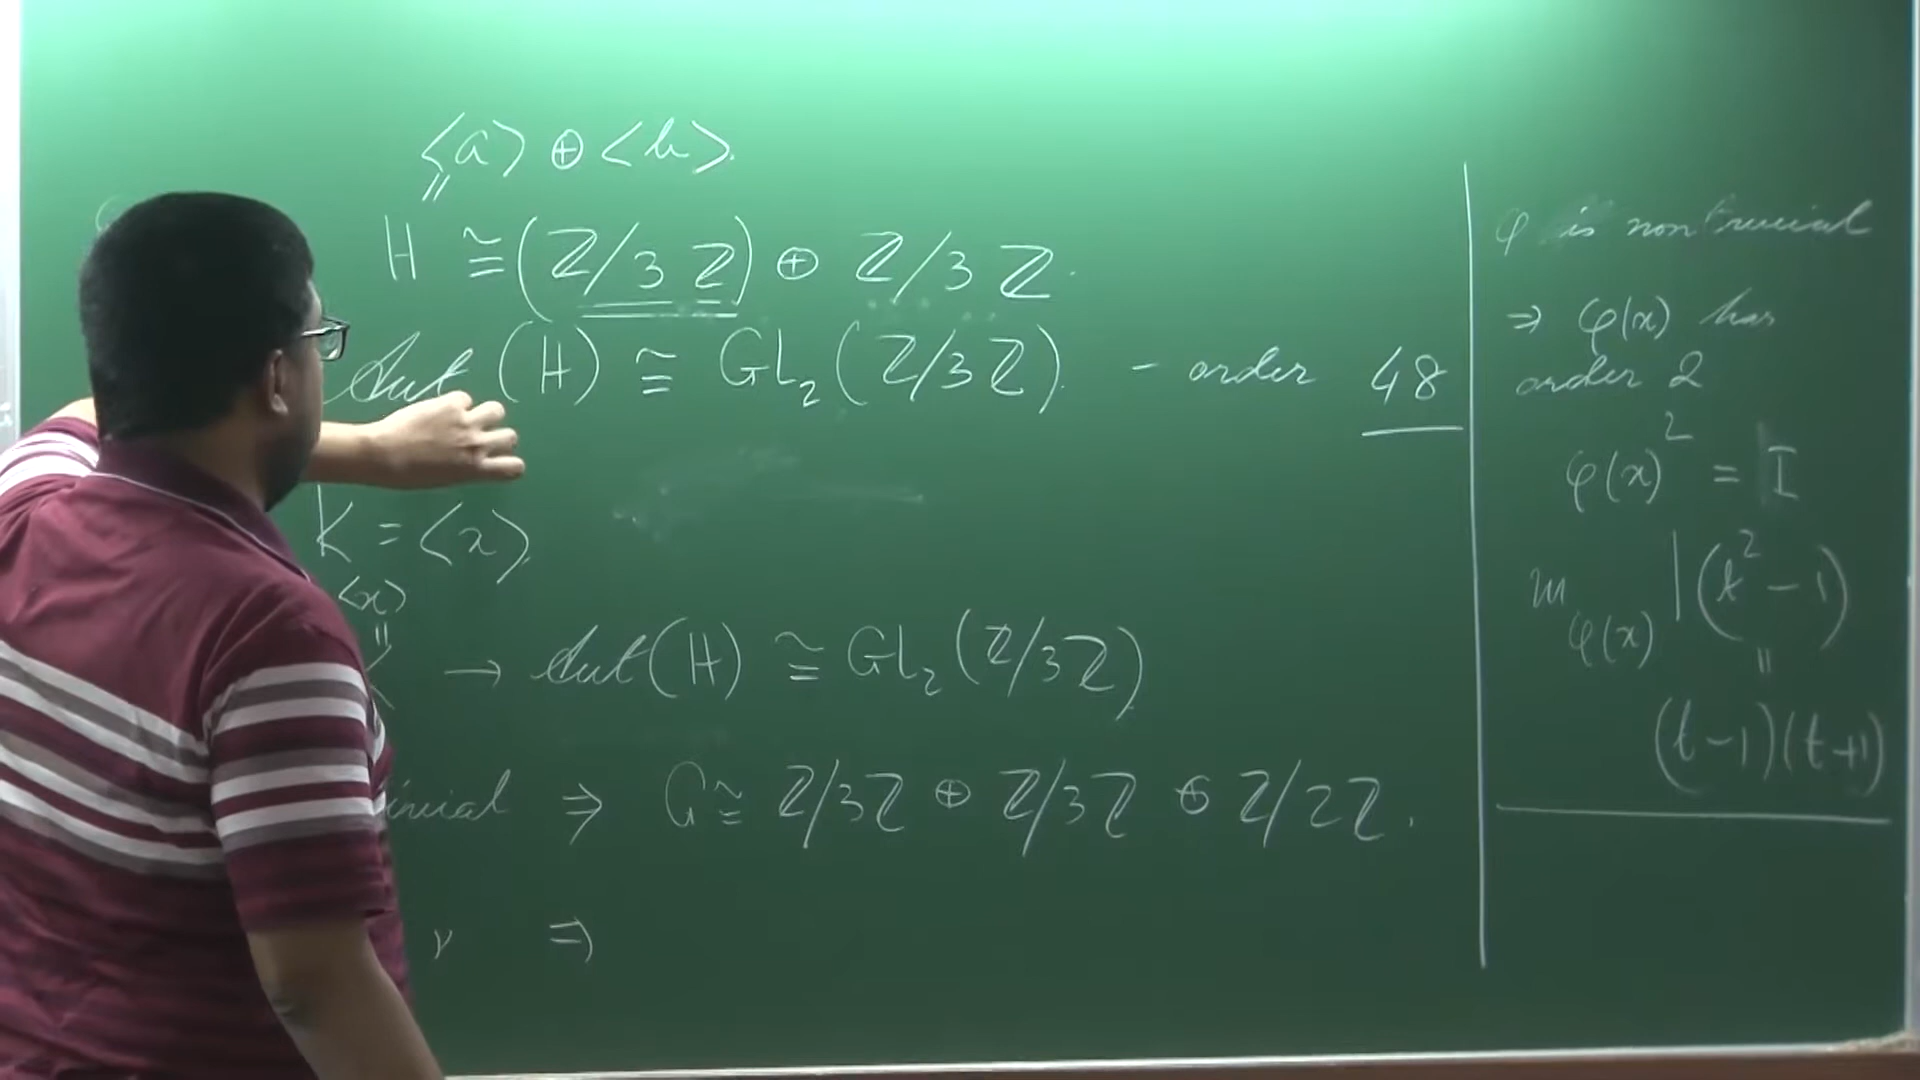 ⟨a⟩ ⊕ ⟨b⟩.
=
H ≅ (ℤ/3ℤ) ⊕ ℤ/3ℤ.
Aut (H) ≅ GL₂(ℤ/3ℤ). - order 48
K = ⟨x⟩.
⟨x⟩
=
→ Aut(H) ≅ GL₂(ℤ/3ℤ)
⇒ G ≅ ℤ/3ℤ ⊕ ℤ/3ℤ ⊕ ℤ/2ℤ.
⇒
φ is nontrivial
⇒ φ(x) has
order 2
φ(x)² = I
m_φ(x) | (t² - 1)
=
(t-1)(t+1)